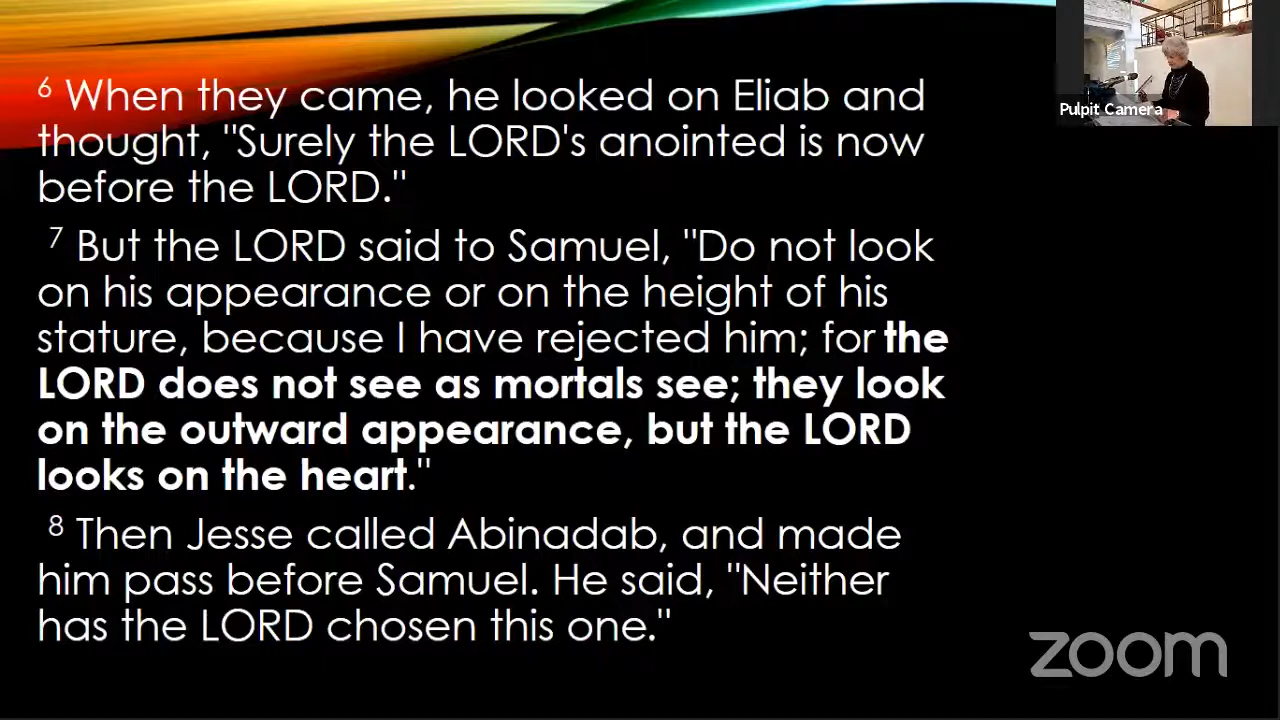 6 When they came, he looked on Eliab and
thought, "Surely the LORD's anointed is now
before the LORD."
7 But the LORD said to Samuel, "Do not look
on his appearance or on the height of his
stature, because I have rejected him; for the
LORD does not see as mortals see; they look
on the outward appearance, but the LORD
looks on the heart."
8 Then Jesse called Abinadab, and made
him pass before Samuel. He said, "Neither
has the LORD chosen this one."
Pulpit Camera
zoom